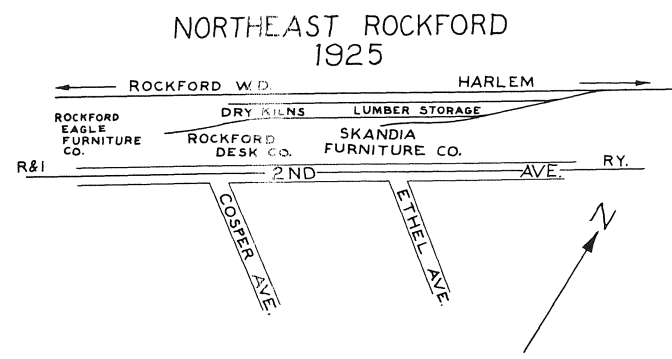 NORTHEAST ROCKFORD
1925
ROCKFORD W.D. HARLEM
DRY KILNS LUMBER STORAGE
ROCKFORD
EAGLE
FURNITURE
CO.
ROCKFORD
DESK CO.
SKANDIA
FURNITURE CO.
R&I 2ND AVE. RY.
COSPER AVE.
ETHEL AVE.
N